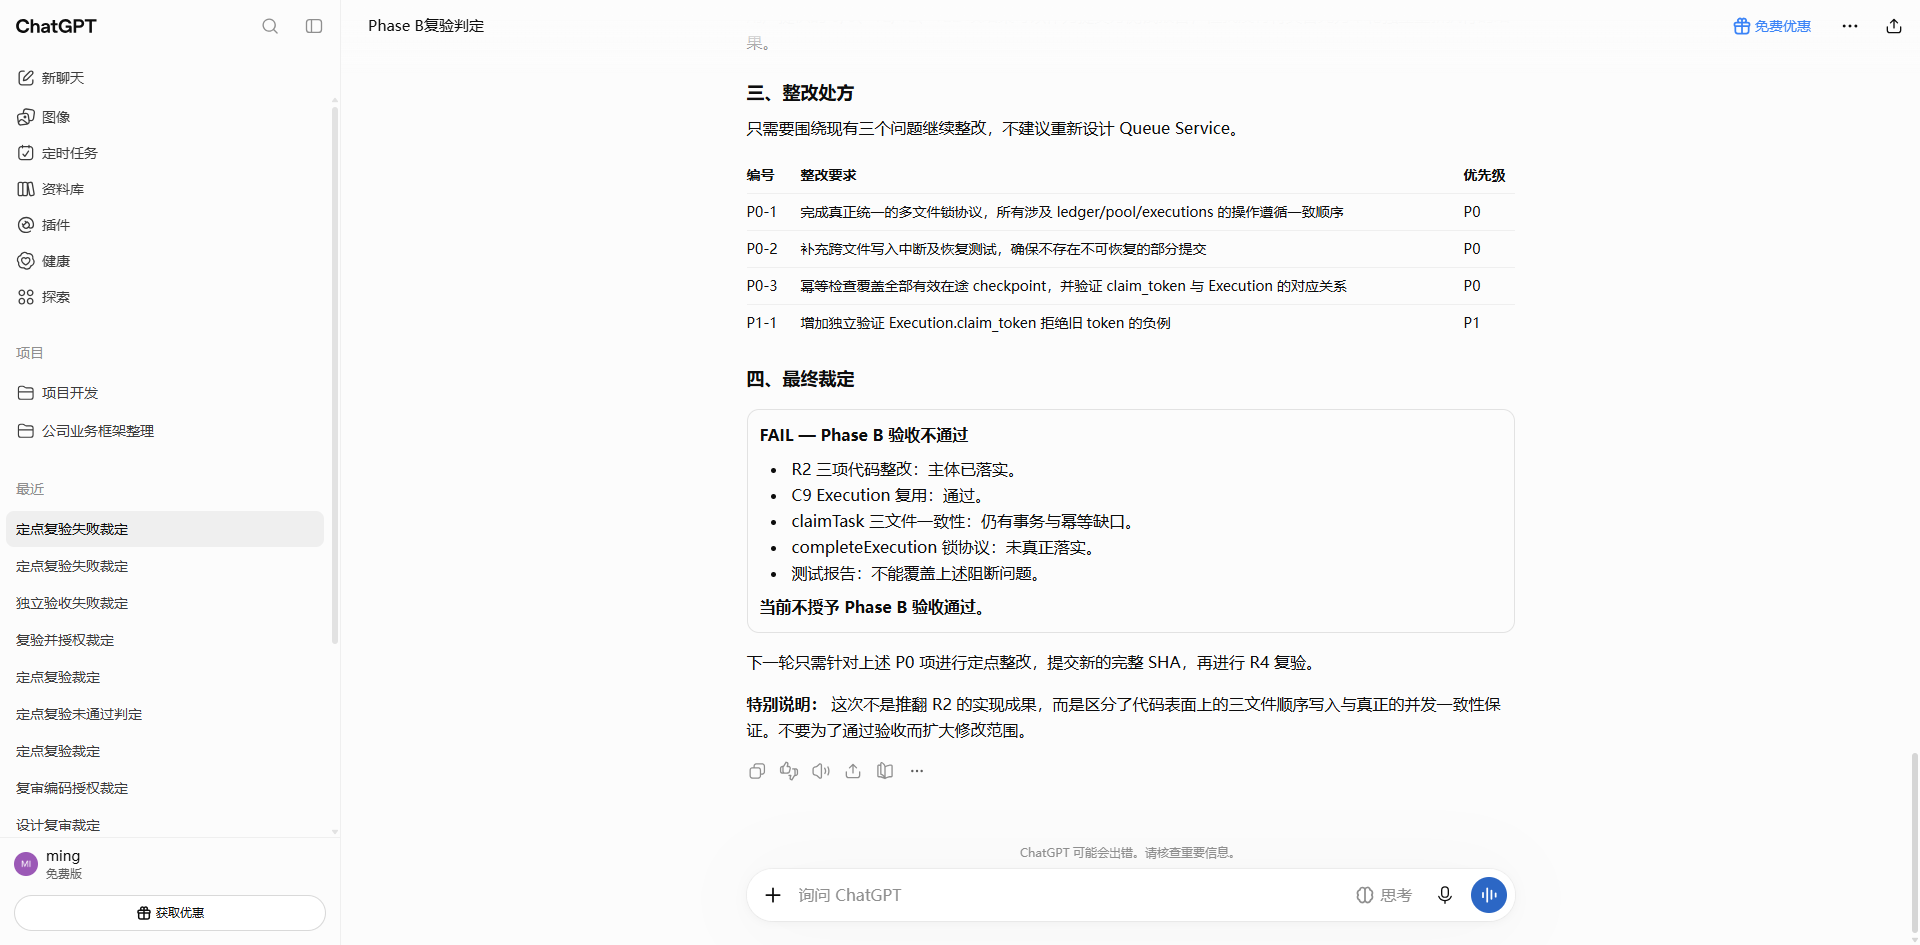 ChatGPT
新聊天
图像
定时任务
资料库
插件
健康
探索
项目
项目开发
公司业务框架整理
最近
定点复验失败裁定
定点复验失败裁定
独立验收失败裁定
复验并授权裁定
定点复验裁定
定点复验未通过判定
定点复验裁定
复审编码授权裁定
设计复审裁定
MI
ming
免费版
获取优惠
Phase B复验判定
免费优惠
果。
三、整改处方
只需要围绕现有三个问题继续整改，不建议重新设计 Queue Service。
编号 整改要求 优先级
P0-1 完成真正统一的多文件锁协议，所有涉及 ledger/pool/executions 的操作遵循一致顺序 P0
P0-2 补充跨文件写入中断及恢复测试，确保不存在不可恢复的部分提交 P0
P0-3 幂等检查覆盖全部有效在途 checkpoint，并验证 claim_token 与 Execution 的对应关系 P0
P1-1 增加独立验证 Execution.claim_token 拒绝旧 token 的负例 P1
四、最终裁定
FAIL — Phase B 验收不通过
• R2 三项代码整改：主体已落实。
• C9 Execution 复用：通过。
• claimTask 三文件一致性：仍有事务与幂等缺口。
• completeExecution 锁协议：未真正落实。
• 测试报告：不能覆盖上述阻断问题。
当前不授予 Phase B 验收通过。
下一轮只需针对上述 P0 项进行定点整改，提交新的完整 SHA，再进行 R4 复验。
特别说明： 这次不是推翻 R2 的实现成果，而是区分了代码表面上的三文件顺序写入与真正的并发一致性保
证。不要为了通过验收而扩大修改范围。
ChatGPT 可能会出错。请核查重要信息。
询问 ChatGPT
思考